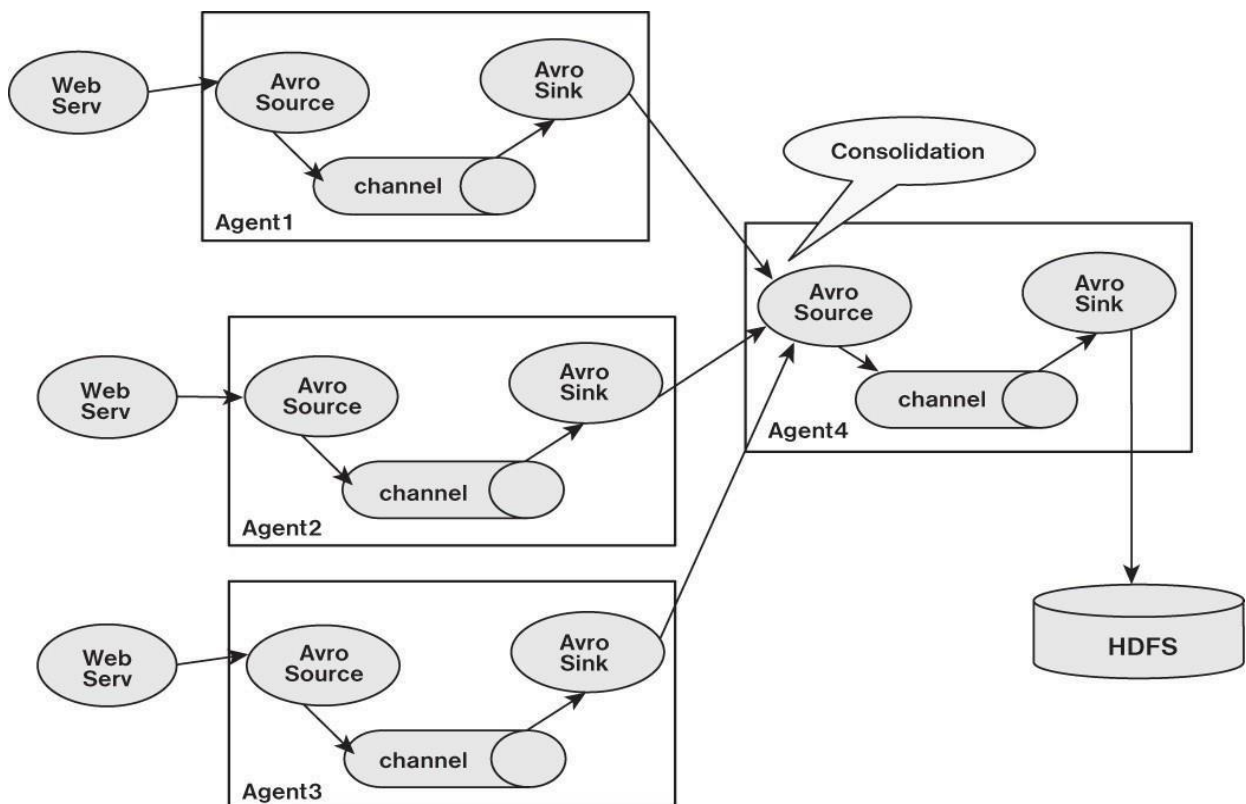 Web
Serv
Avro
Source
Avro
Sink
channel
Agent1
Consolidation
Web
Serv
Avro
Source
Avro
Sink
channel
Agent2
Avro
Source
Avro
Sink
channel
Agent4
Web
Serv
Avro
Source
Avro
Sink
channel
Agent3
HDFS